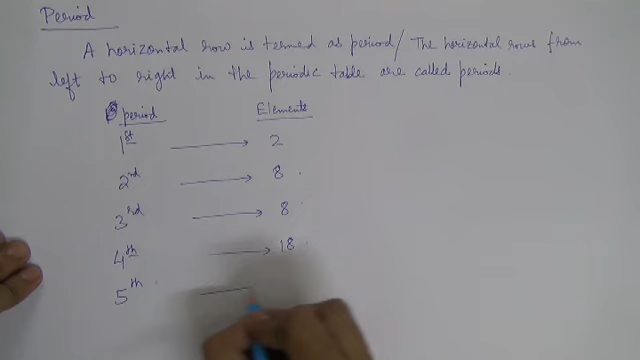 Period
A horizontal row is termed as period/ The horizontal rows from
left to right in the periodic table are called periods.
period Elements
1st → 2
2nd → 8
3rd → 8
4th → 18
5th